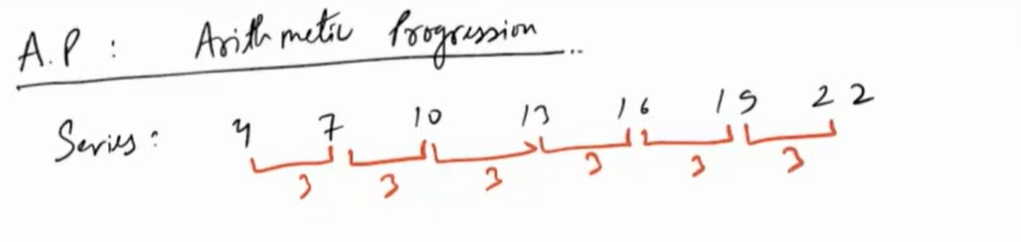 A.P : Arithmetic Progression ..
Series: 4 7 10 13 16 19 22
3 3 3 3 3 3